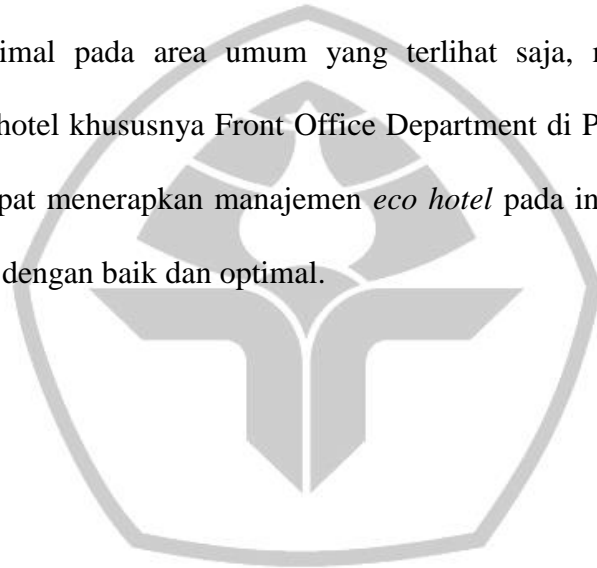 imal pada area umum yang terlihat saja,
hotel khususnya Front Office Department di
pat menerapkan manajemen eco hotel pada
dengan baik dan optimal.